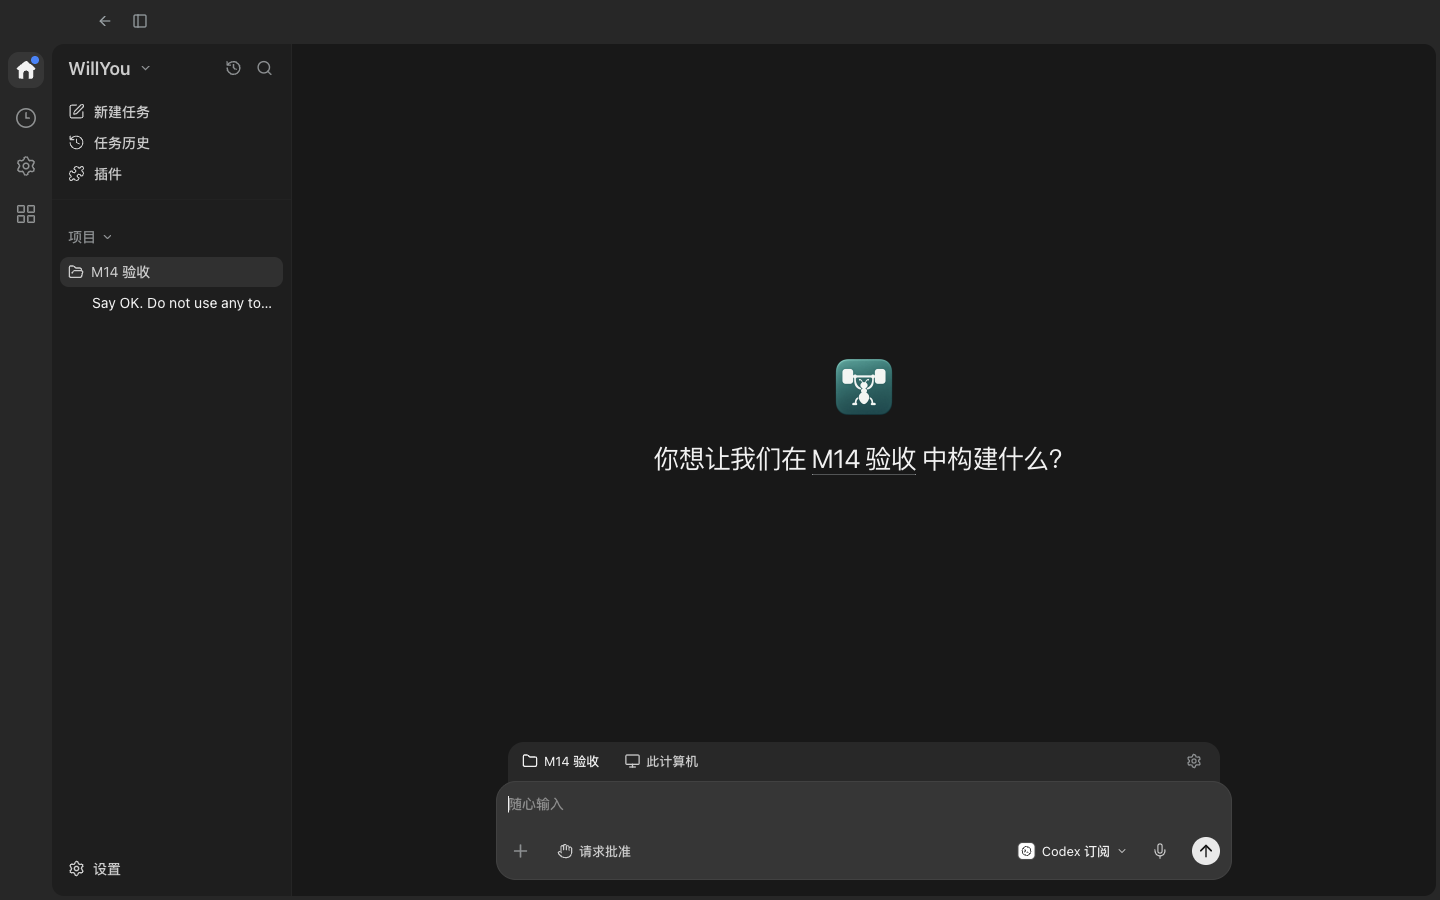 WillYou
新建任务
任务历史
插件
项目
M14 验收
Say OK. Do not use any to...
你想让我们在 M14 验收 中构建什么?
M14 验收
此计算机
随心输入
请求批准
Codex 订阅
设置